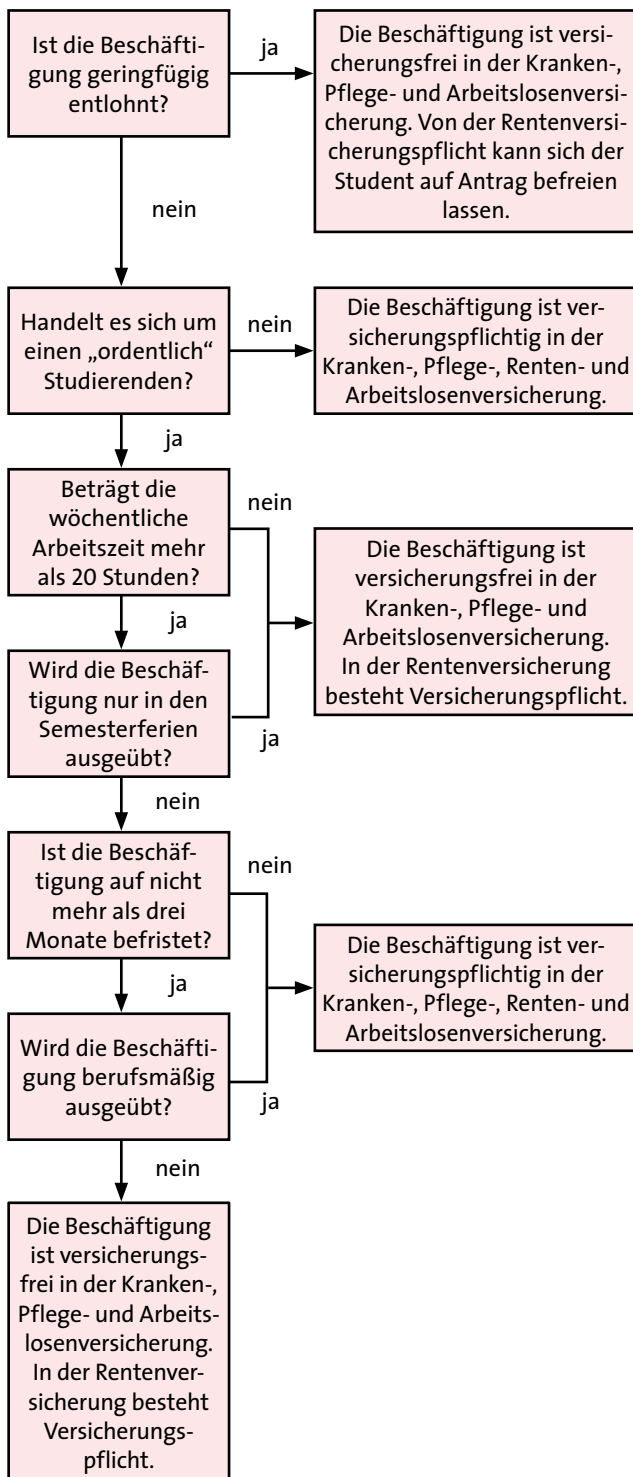 Ist die Beschäfti-
gung geringfügig
entlohnt?
ja
Die Beschäftigung ist versi-
cherungsfrei in der Kranken-,
Pflege- und Arbeitslosenversi-
cherung. Von der Rentenversi-
cherungspflicht kann sich der
Student auf Antrag befreien
lassen.
nein
Handelt es sich um
einen „ordentlich“
Studierenden?
nein
Die Beschäftigung ist ver-
sicherungspflichtig in der
Kranken-, Pflege-, Renten- und
Arbeitslosenversicherung.
ja
Beträgt die
wöchentliche
Arbeitszeit mehr
als 20 Stunden?
nein
Die Beschäftigung ist
versicherungsfrei in der
Kranken-, Pflege- und
Arbeitslosenversicherung.
In der Rentenversicherung
besteht Versicherungspflicht.
ja
Wird die Beschäf-
tigung nur in den
Semesterferien
ausgeübt?
ja
nein
Ist die Beschäf-
tigung auf nicht
mehr als drei
Monate befristet?
nein
Die Beschäftigung ist ver-
sicherungspflichtig in der
Kranken-, Pflege-, Renten- und
Arbeitslosenversicherung.
ja
Wird die Beschäfti-
gung berufsmäßig
ausgeübt?
ja
nein
Die Beschäftigung
ist versicherungs-
frei in der Kranken-,
Pflege- und Arbeits-
losenversicherung.
In der Rentenver-
sicherung besteht
Versicherungs-
pflicht.